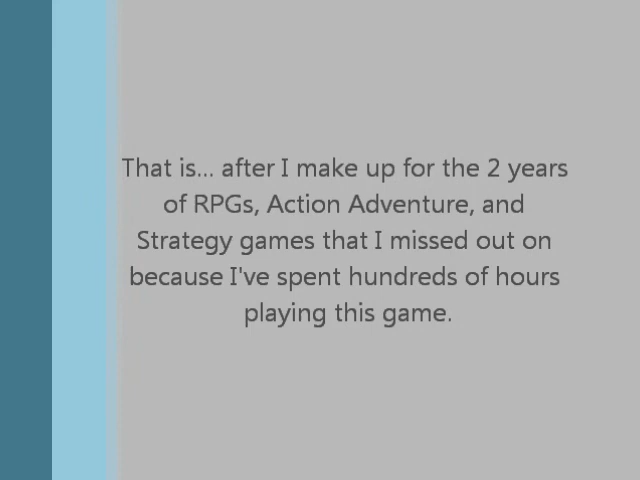 That is... after I make up for the 2 years
of RPGs, Action Adventure, and
Strategy games that I missed out on
because I've spent hundreds of hours
playing this game.